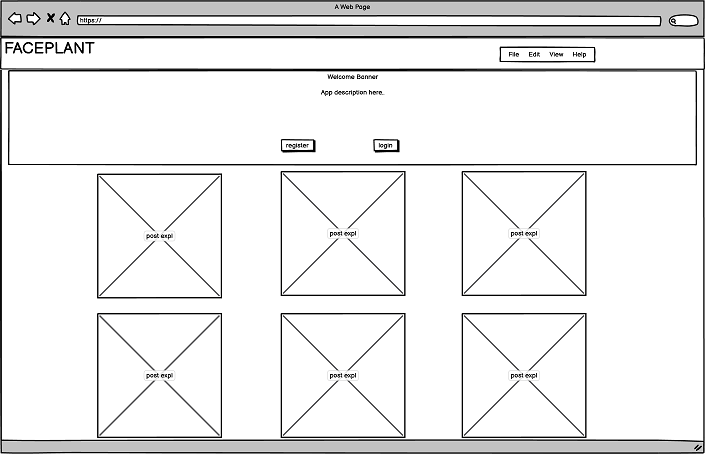 A Web Page
https://
FACEPLANT
File Edit View Help
Welcome Banner
App description here.
register login
post expl post expl post expl
post expl post expl post expl